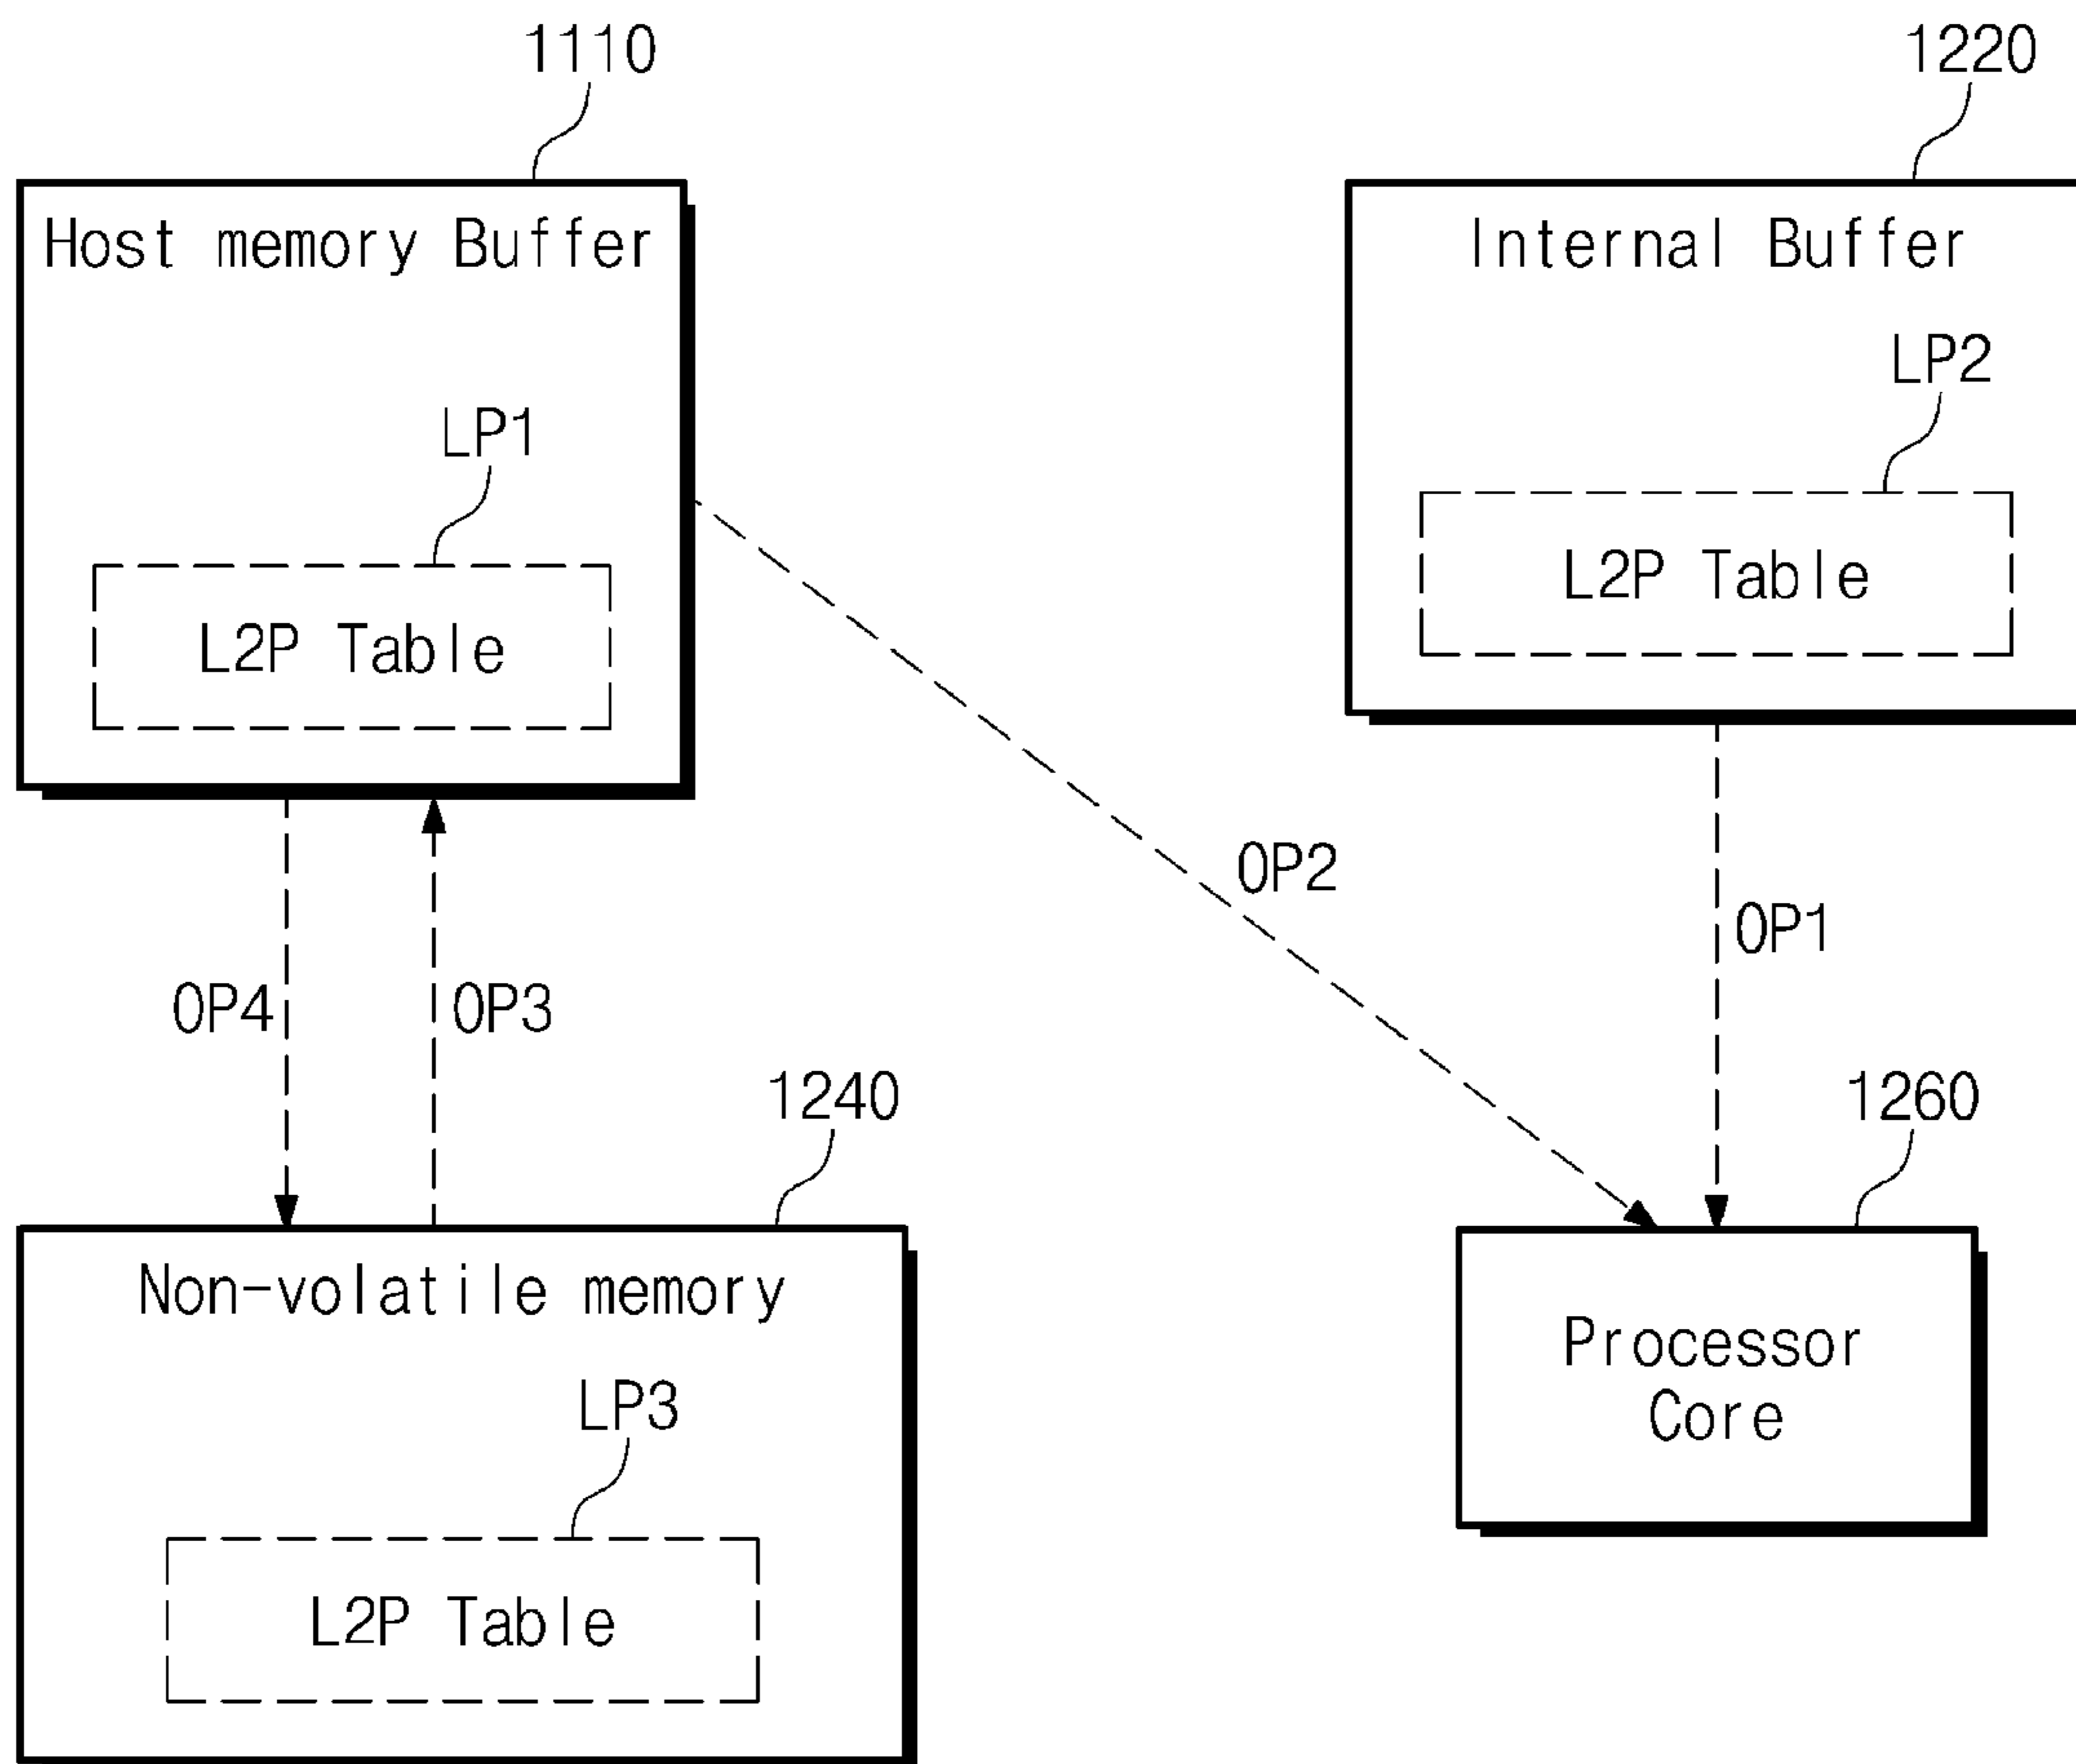 1110
1220
Host memory Buffer
Internal Buffer
LP2
LP1
L2P Table
L2P Table
OP2
OP1
OP4
OP3
1240
1260
Non-volatile memory
Processor
Core
LP3
L2P Table